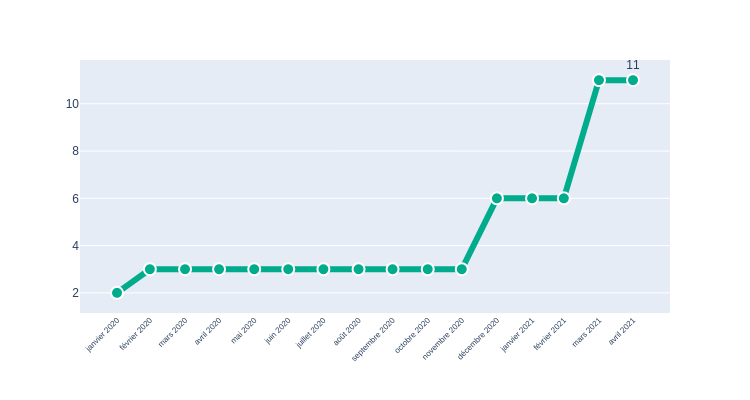 11
10
8
6
4
2
janvier 2020
février 2020
mars 2020
avril 2020
mai 2020
juin 2020
juillet 2020
août 2020
septembre 2020
octobre 2020
novembre 2020
décembre 2020
janvier 2021
février 2021
mars 2021
avril 2021